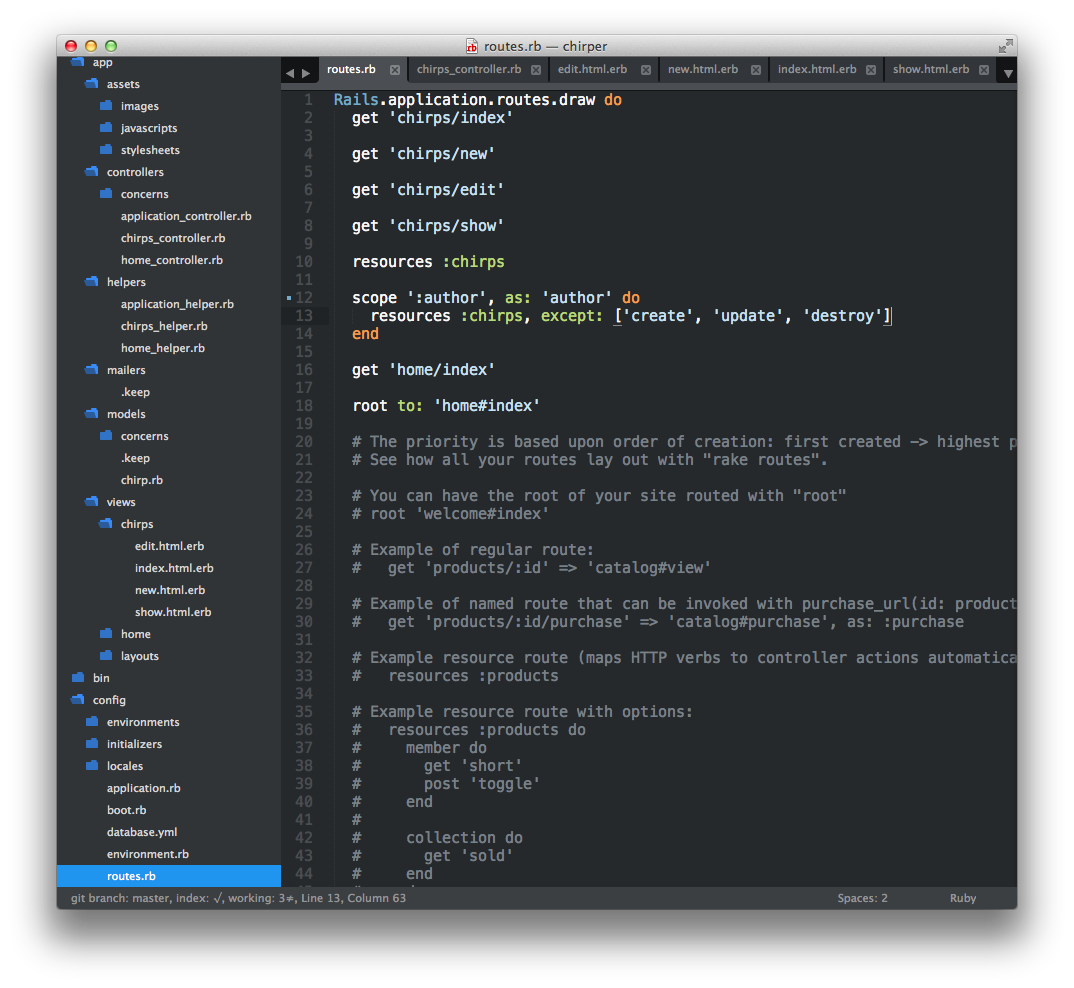 routes.rb — chirper
app
assets
images
javascripts
stylesheets
controllers
concerns
application_controller.rb
chirps_controller.rb
home_controller.rb
helpers
application_helper.rb
chirps_helper.rb
home_helper.rb
mailers
.keep
models
concerns
.keep
chirp.rb
views
chirps
edit.html.erb
index.html.erb
new.html.erb
show.html.erb
home
layouts
bin
config
environments
initializers
locales
application.rb
boot.rb
database.yml
environment.rb
routes.rb
routes.rb chirps_controller.rb edit.html.erb new.html.erb index.html.erb show.html.erb
1 Rails.application.routes.draw do
2 get 'chirps/index'
3
4 get 'chirps/new'
5
6 get 'chirps/edit'
7
8 get 'chirps/show'
9
10 resources :chirps
11
12 scope ':author', as: 'author' do
13 resources :chirps, except: ['create', 'update', 'destroy']
14 end
15
16 get 'home/index'
17
18 root to: 'home#index'
19
20 # The priority is based upon order of creation: first created -> highest p
21 # See how all your routes lay out with "rake routes".
22
23 # You can have the root of your site routed with "root"
24 # root 'welcome#index'
25
26 # Example of regular route:
27 # get 'products/:id' => 'catalog#view'
28
29 # Example of named route that can be invoked with purchase_url(id: product
30 # get 'products/:id/purchase' => 'catalog#purchase', as: :purchase
31
32 # Example resource route (maps HTTP verbs to controller actions automatica
33 # resources :products
34
35 # Example resource route with options:
36 # resources :products do
37 # member do
38 # get 'short'
39 # post 'toggle'
40 # end
41 #
42 # collection do
43 # get 'sold'
44 # end
git branch: master, index: √, working: 3≠, Line 13, Column 63 Spaces: 2 Ruby